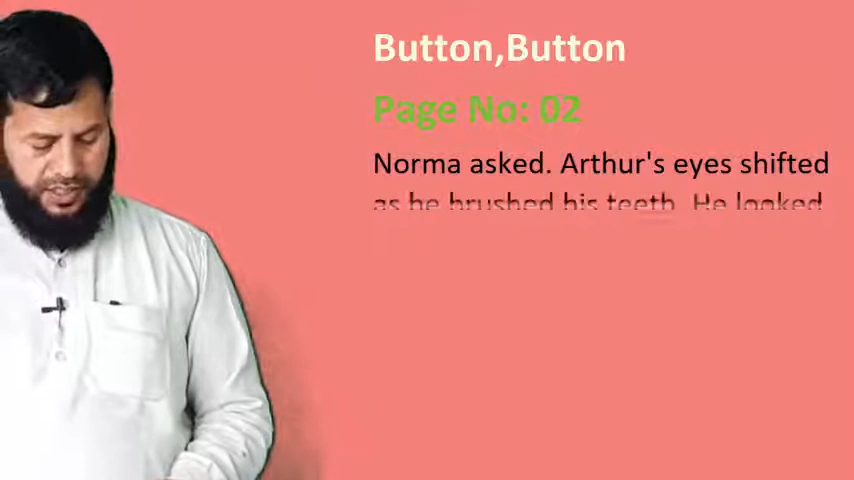 Button,Button
Page No: 02
Norma asked. Arthur's eyes shifted
as he brushed his teeth. He looked